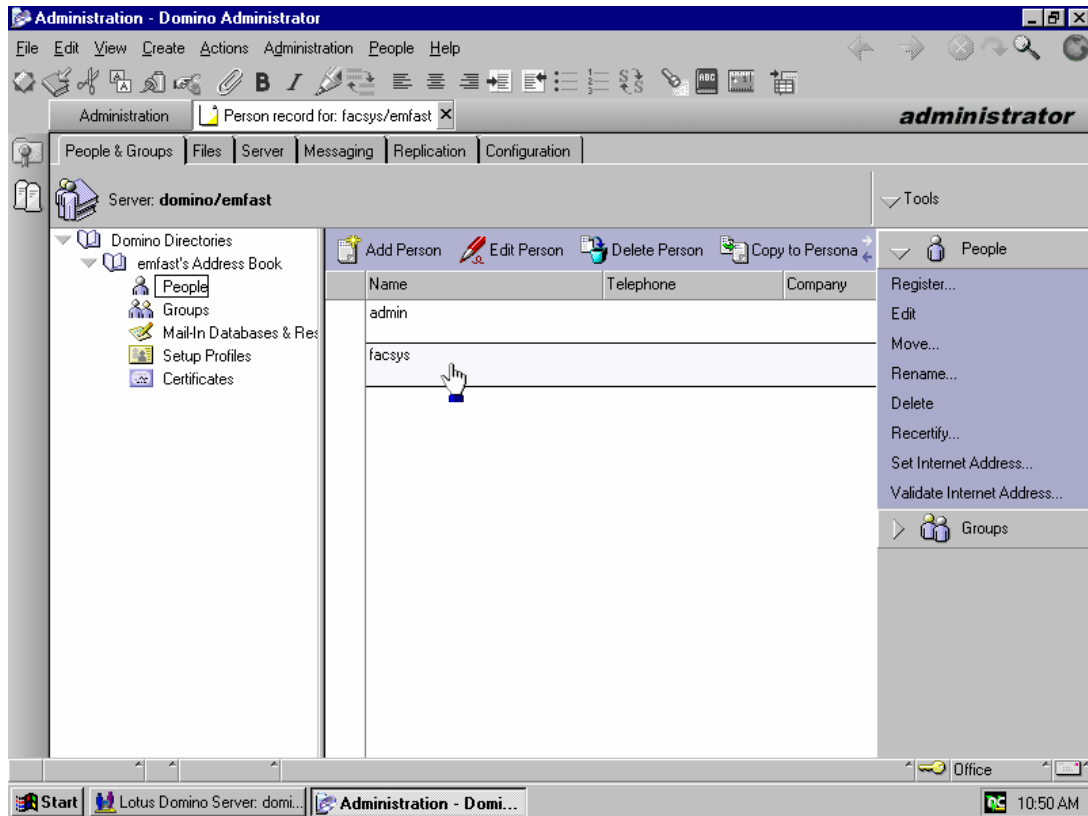 Administration - Domino Administrator
File Edit View Create Actions Administration People Help
B I
ABC
Administration Person record for: facsys/emfast administrator
People & Groups Files Server Messaging Replication Configuration
Server: domino/emfast
Tools
Domino Directories
emfast's Address Book
People
Groups
Mail-In Databases & Res
Setup Profiles
Certificates
Add Person Edit Person Delete Person Copy to Persona
Name Telephone Company
admin
facsys
People
Register...
Edit
Move...
Rename...
Delete
Recertify...
Set Internet Address...
Validate Internet Address...
Groups
Office
Start Lotus Domino Server: domi... Administration - Domi... 10:50 AM